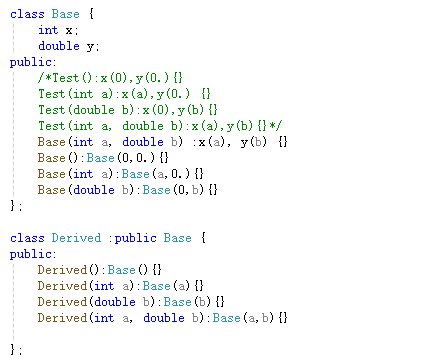 class Base {
    int x;
    double y;
public:
    /*Test():x(0),y(0.){}
    Test(int a):x(a),y(0.) {}
    Test(double b):x(0),y(b){}
    Test(int a, double b):x(a),y(b){}*/
    Base(int a, double b) :x(a), y(b) {}
    Base():Base(0,0.){}
    Base(int a):Base(a,0.){}
    Base(double b):Base(0,b){}
};
class Derived :public Base {
public:
    Derived():Base(){}
    Derived(int a):Base(a){}
    Derived(double b):Base(b){}
    Derived(int a, double b):Base(a,b){}
};